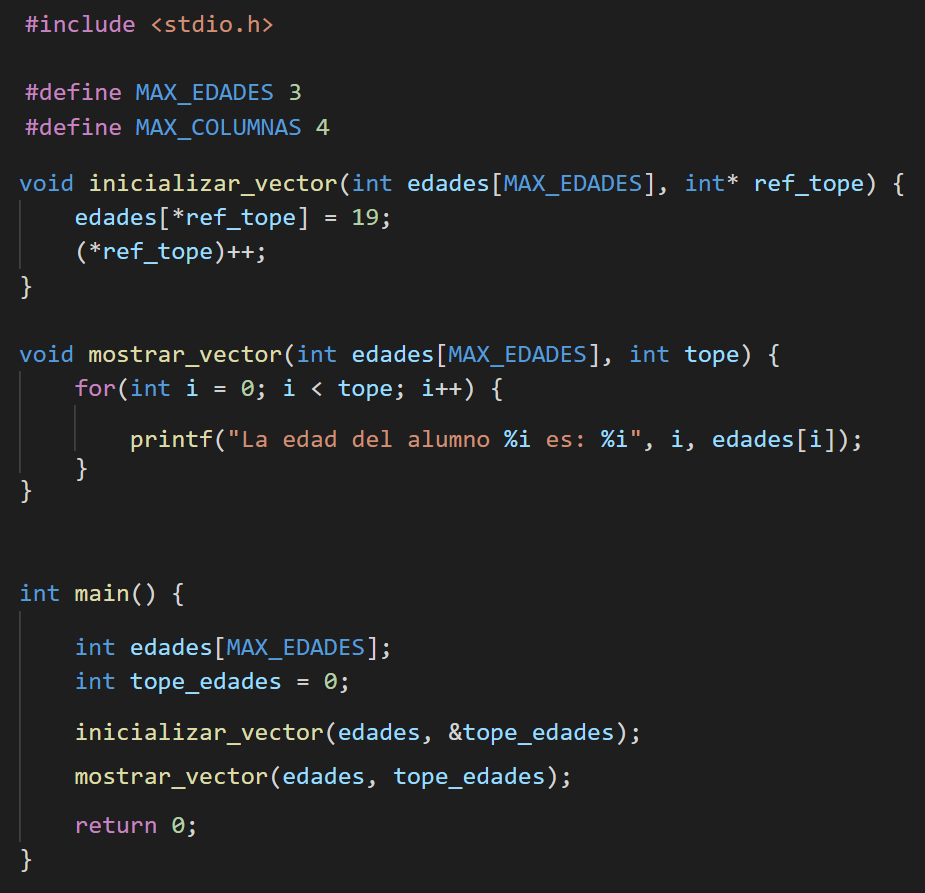 #include <stdio.h>
#define MAX_EDADES 3
#define MAX_COLUMNAS 4
void inicializar_vector(int edades[MAX_EDADES], int* ref_tope) {
    edades[*ref_tope] = 19;
    (*ref_tope)++;
}
void mostrar_vector(int edades[MAX_EDADES], int tope) {
    for(int i = 0; i < tope; i++) {
        printf("La edad del alumno %i es: %i", i, edades[i]);
    }
}
int main() {
    int edades[MAX_EDADES];
    int tope_edades = 0;
    inicializar_vector(edades, &tope_edades);
    mostrar_vector(edades, tope_edades);
    return 0;
}